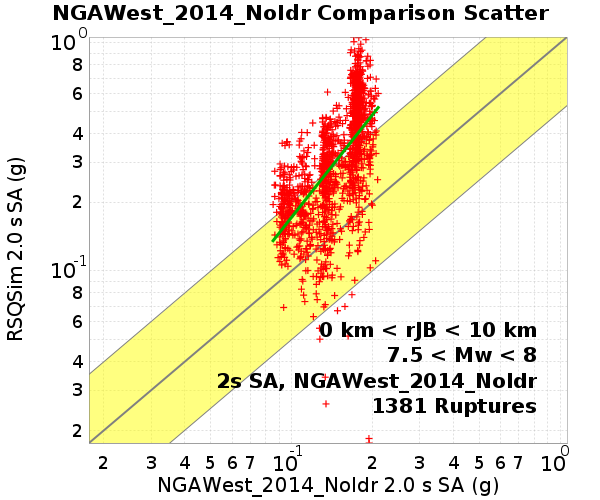 NGAWest_2014_NoIdr Comparison Scatter
RSQSim 2.0 s SA (g)
10^0
8
6
4
3
2
10^-1
8
6
4
3
2
0 km < rJB < 10 km
7.5 < Mw < 8
2s SA, NGAWest_2014_NoIdr
1381 Ruptures
2 3 4 5 6 7 10^-1 2 3 4 5 6 7 10^0
NGAWest_2014_NoIdr 2.0 s SA (g)